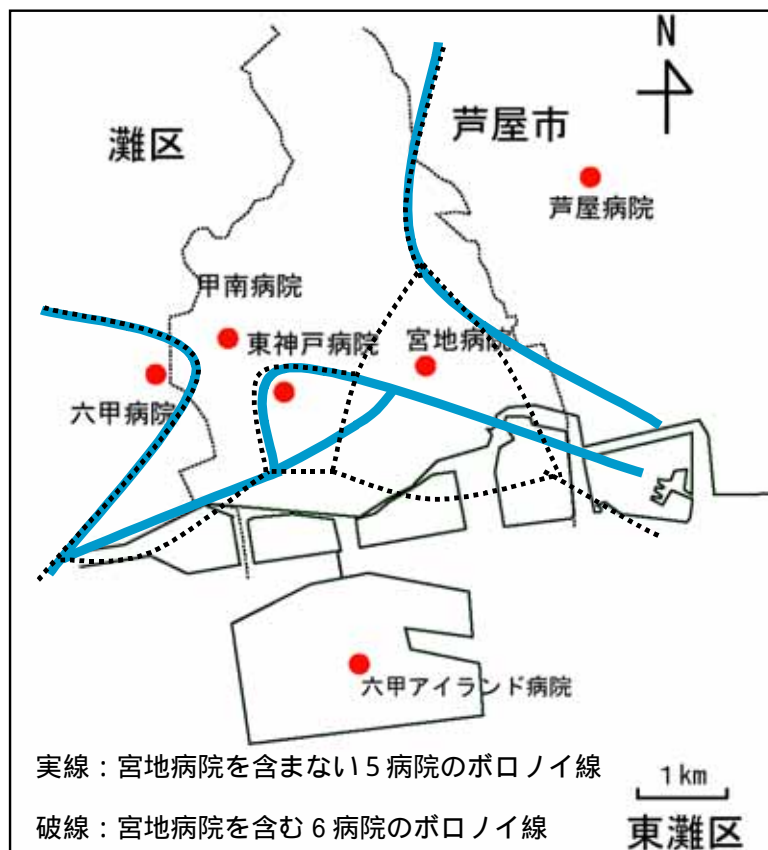 N
灘区
芦屋市
芦屋病院
甲南病院
東神戸病院
宮地病院
六甲病院
六甲アイランド病院
実線：宮地病院を含まない5病院のボロノイ線
1km
破線：宮地病院を含む6病院のボロノイ線
東灘区